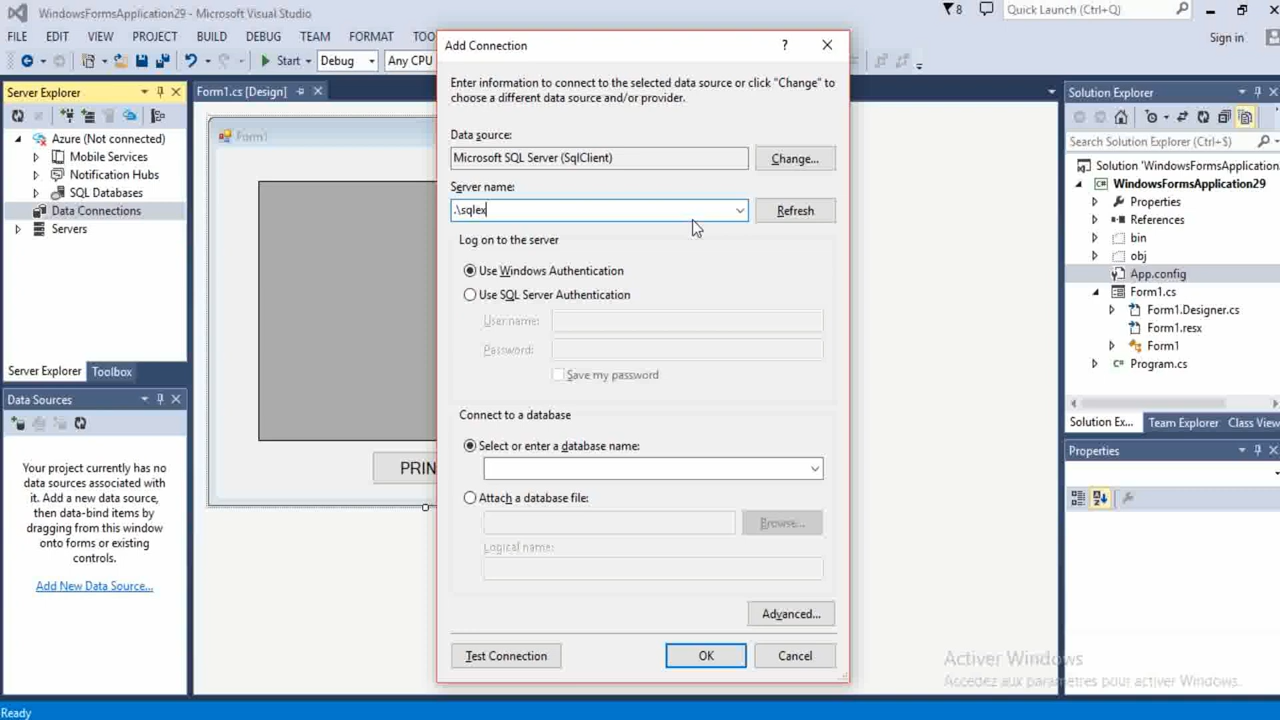 WindowsFormsApplication29 - Microsoft Visual Studio
8
Quick Launch (Ctrl+Q)
FILE EDIT VIEW PROJECT BUILD DEBUG TEAM FORMAT TOO
Sign in
Start Debug Any CPU
Server Explorer
Azure (Not connected)
Mobile Services
Notification Hubs
SQL Databases
Data Connections
Servers
Server Explorer Toolbox
Data Sources
Your project currently has no
data sources associated with
it. Add a new data source,
then data-bind items by
dragging from this window
onto forms or existing
controls.
Add New Data Source...
Form1.cs [Design]
Form1
PRIN
Add Connection
?
Enter information to connect to the selected data source or click "Change" to
choose a different data source and/or provider.
Data source:
Microsoft SQL Server (SqlClient)
Change...
Server name:
.\sqlex
Refresh
Log on to the server
Use Windows Authentication
Use SQL Server Authentication
User name:
Password:
Save my password
Connect to a database
Select or enter a database name:
Attach a database file:
Browse...
Logical name:
Advanced...
Test Connection OK Cancel
Solution Explorer
Search Solution Explorer (Ctrl+$)
Solution 'WindowsFormsApplication
WindowsFormsApplication29
Properties
References
bin
obj
App.config
Form1.cs
Form1.Designer.cs
Form1.resx
Form1
Program.cs
Solution Ex... Team Explorer Class View
Properties
Activer Windows
Accédez aux paramètres pour activer Windows.
Ready